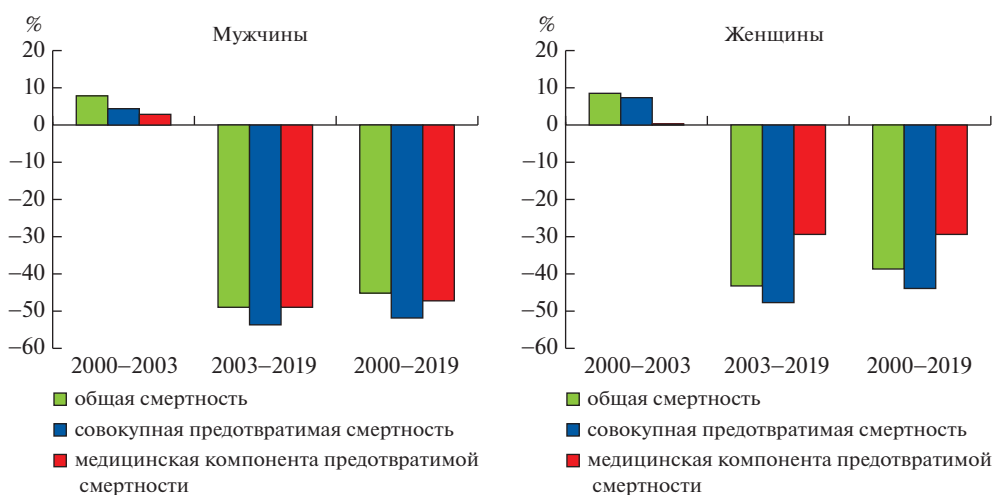 %
Мужчины
20
10
0
−10
−20
−30
−40
−50
−60
2000−2003 2003−2019 2000−2019
общая смертность
совокупная предотвратимая смертность
медицинская компонента предотвратимой
смертности
%
Женщины
20
10
0
−10
−20
−30
−40
−50
−60
2000−2003 2003−2019 2000−2019
общая смертность
совокупная предотвратимая смертность
медицинская компонента предотвратимой
смертности